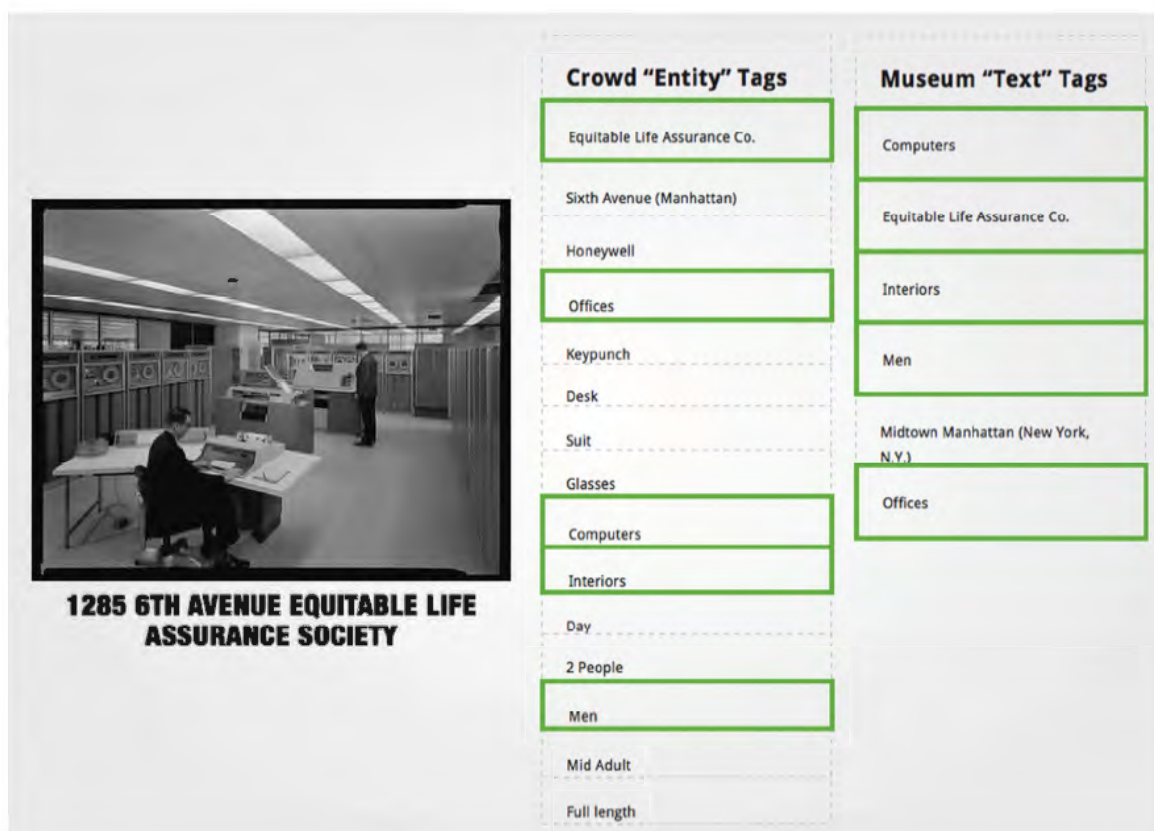 1285 6TH AVENUE EQUITABLE LIFE
ASSURANCE SOCIETY
Crowd “Entity” Tags
Equitable Life Assurance Co.
Sixth Avenue (Manhattan)
Honeywell
Offices
Keypunch
Desk
Suit
Glasses
Computers
Interiors
Day
2 People
Men
Mid Adult
Full length
Museum “Text” Tags
Computers
Equitable Life Assurance Co.
Interiors
Men
Midtown Manhattan (New York,
N.Y.)
Offices